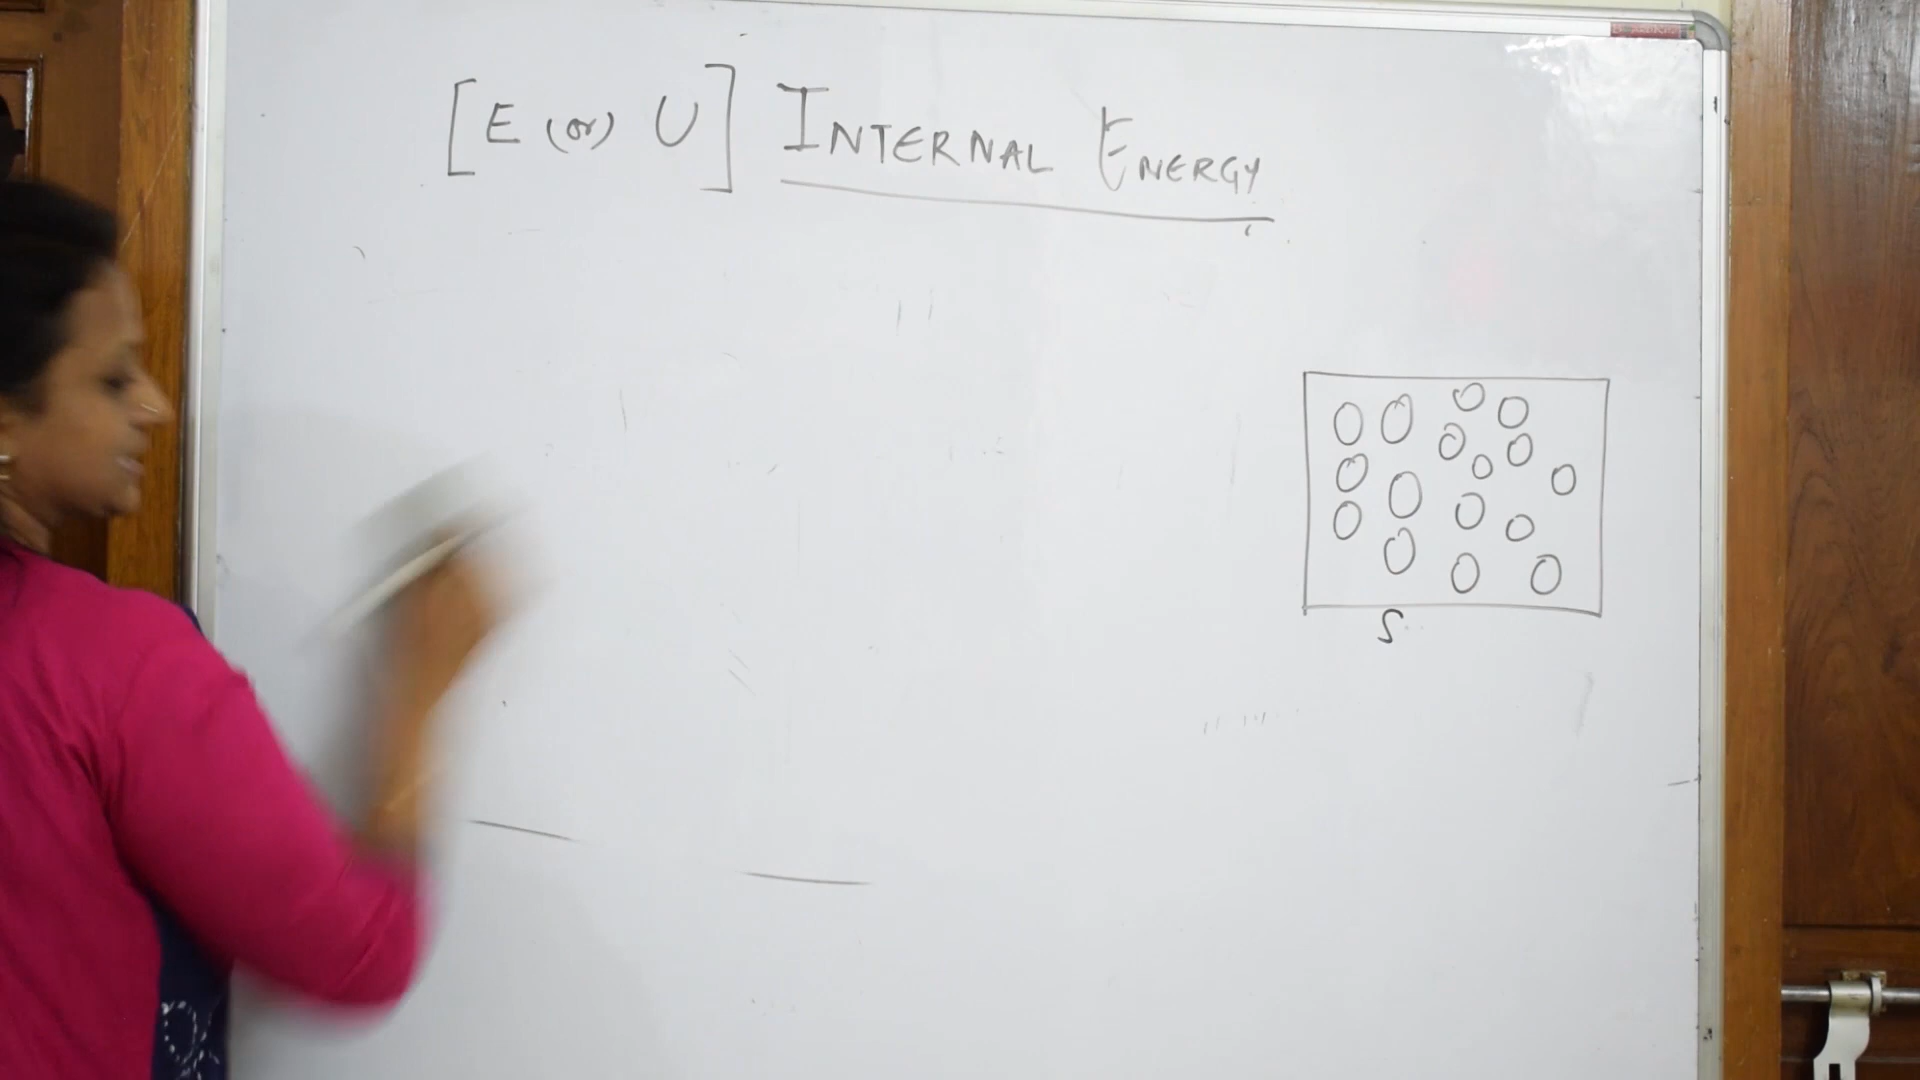 [E (or) U] INTERNAL ENERGY
S